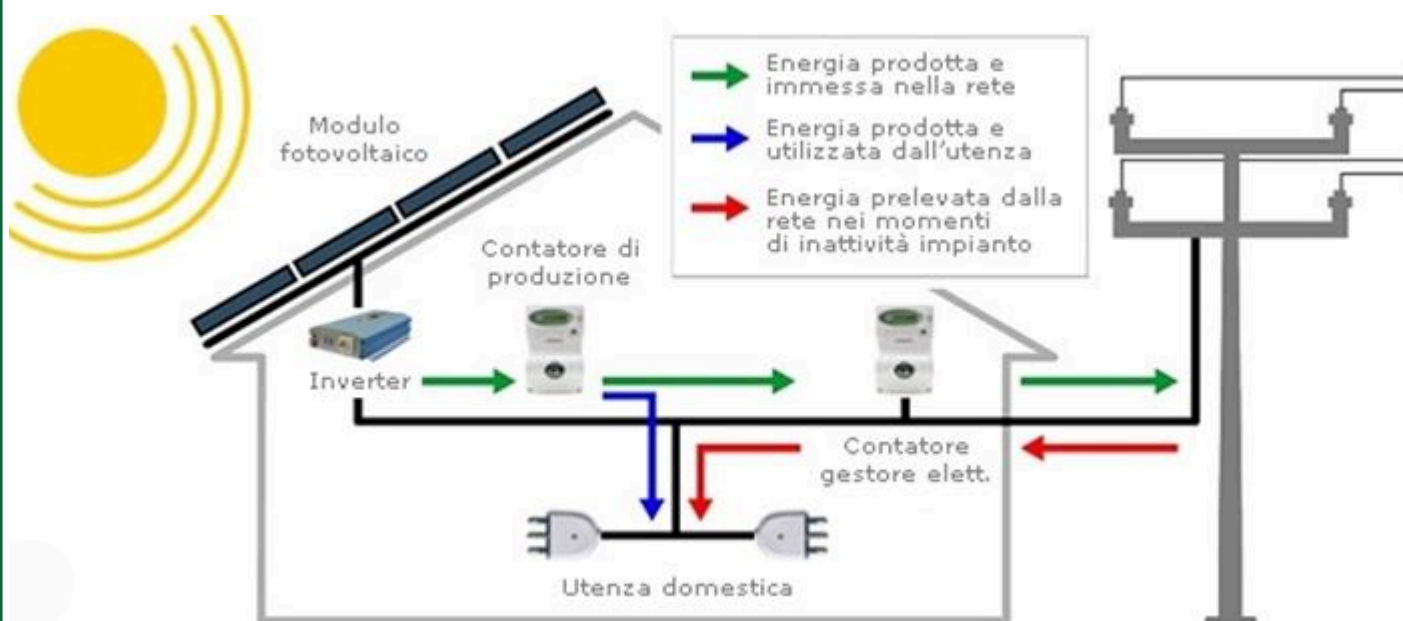 Energia prodotta e
immessa nella rete
Energia prodotta e
utilizzata dall'utenza
Energia prelevata dalla
rete nei momenti
di inattività impianto
Modulo
fotovoltaico
Contatore di
produzione
Inverter
Contatore
gestore elett.
Utenza domestica